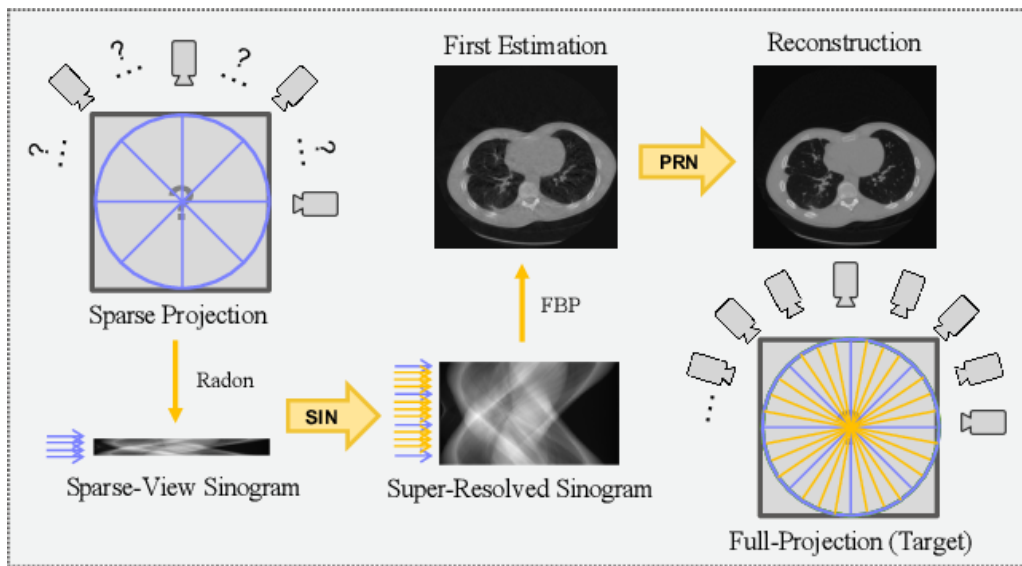 First Estimation
Reconstruction
?
?
?
?
?
PRN
Sparse Projection
FBP
Radon
SIN
Sparse-View Sinogram
Super-Resolved Sinogram
Full-Projection (Target)